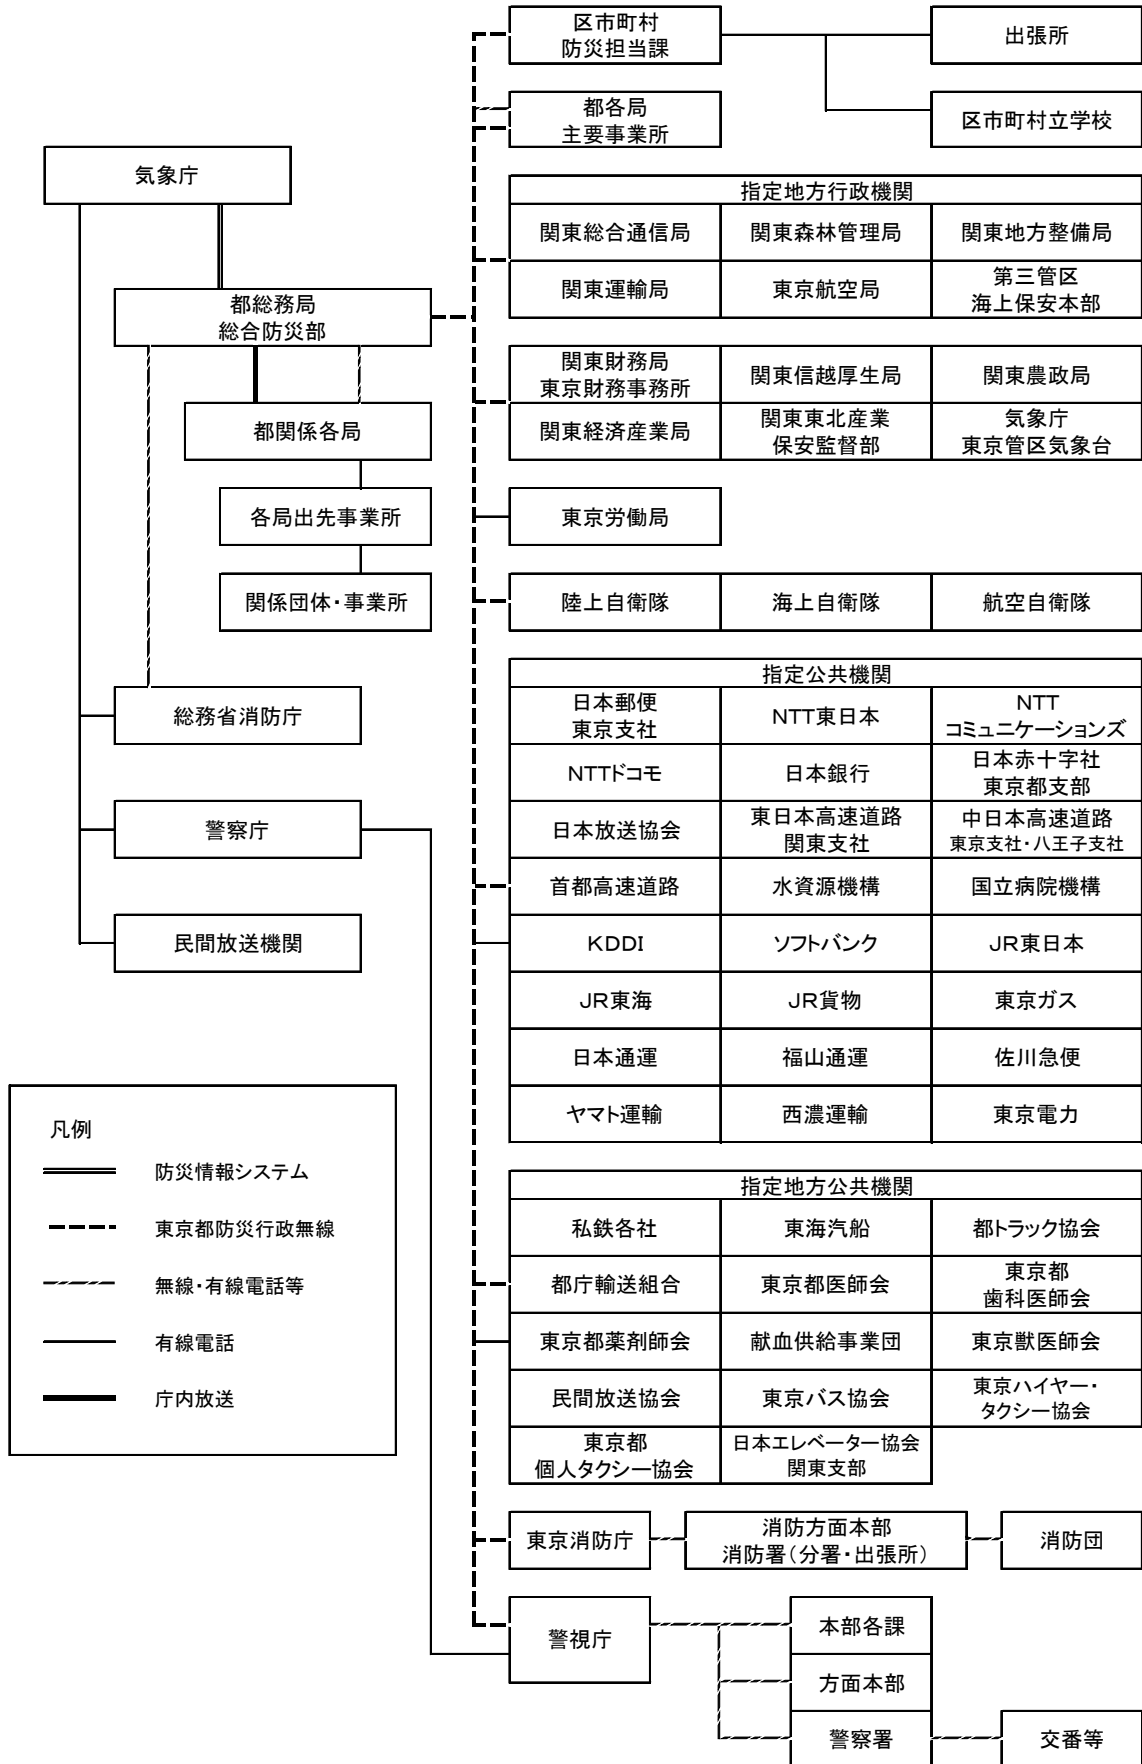 区市町村
防災担当課
出張所
都各局
主要事業所
区市町村立学校
気象庁
指定地方行政機関
関東総合通信局
関東森林管理局
関東地方整備局
関東運輸局
東京航空局
第三管区
海上保安本部
都総務局
総合防災部
関東財務局
東京財務事務所
関東信越厚生局
関東農政局
関東経済産業局
関東東北産業
保安監督部
気象庁
東京管区気象台
都関係各局
各局出先事業所
東京労働局
関係団体・事業所
陸上自衛隊
海上自衛隊
航空自衛隊
指定公共機関
日本郵便
東京支社
NTT東日本
NTT
コミュニケーションズ
総務省消防庁
NTTドコモ
日本銀行
日本赤十字社
東京都支部
警察庁
日本放送協会
東日本高速道路
関東支社
中日本高速道路
東京支社・八王子支社
首都高速道路
水資源機構
国立病院機構
民間放送機関
KDDI
ソフトバンク
JR東日本
JR東海
JR貨物
東京ガス
日本通運
福山通運
佐川急便
ヤマト運輸
西濃運輸
東京電力
凡例
防災情報システム
東京都防災行政無線
無線・有線電話等
有線電話
庁内放送
指定地方公共機関
私鉄各社
東海汽船
都トラック協会
都庁輸送組合
東京都医師会
東京都
歯科医師会
東京都薬剤師会
献血供給事業団
東京獣医師会
民間放送協会
東京バス協会
東京ハイヤー・
タクシー協会
東京都
個人タクシー協会
日本エレベーター協会
関東支部
東京消防庁
消防方面本部
消防署(分署・出張所)
消防団
警視庁
本部各課
方面本部
警察署
交番等